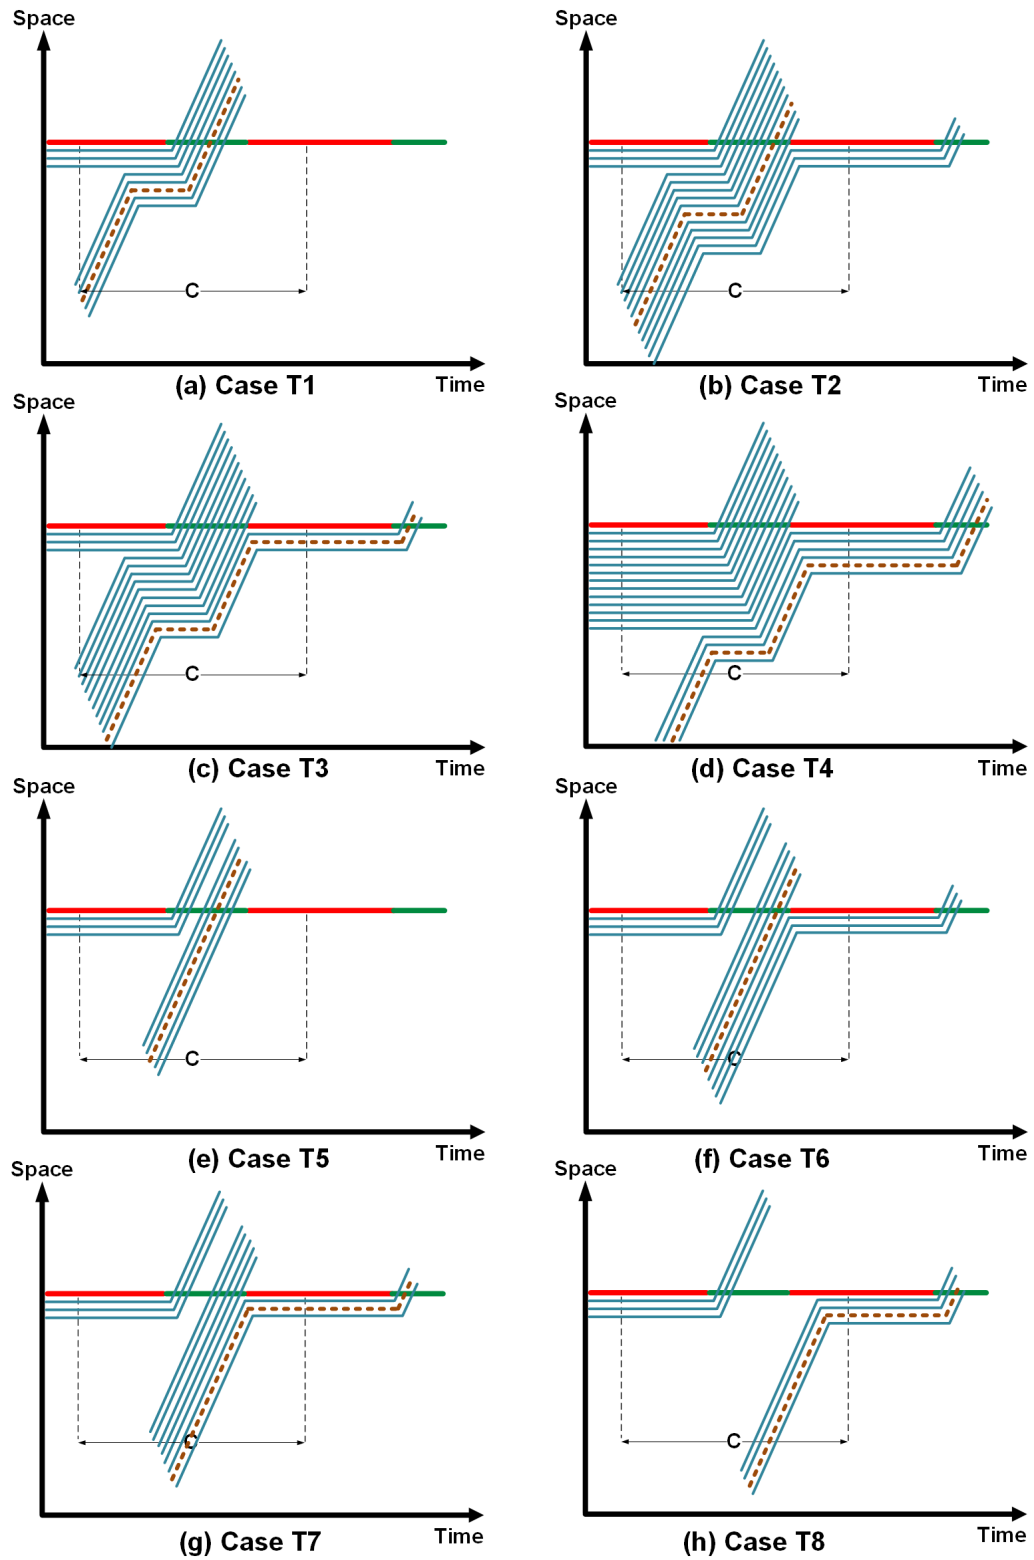 Space
Space
C
C
Time
Time
(a) Case T1
(b) Case T2
Space
Space
C
C
Time
Time
(c) Case T3
(d) Case T4
Space
Space
C
C
Time
Time
(e) Case T5
(f) Case T6
Space
Space
C
C
Time
Time
(g) Case T7
(h) Case T8